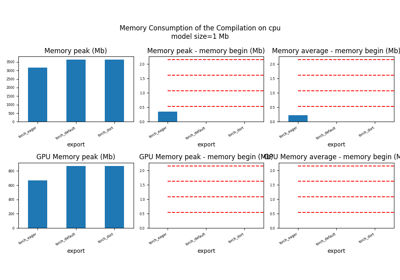 Memory Consumption of the Compilation on cpu
model size=1 Mb
Memory peak (Mb)
Memory peak - memory begin (Mb)
Memory average - memory begin (Mb)
3500
3000
2500
2000
1500
1000
500
0
2.0
1.5
1.0
0.5
0.0
2.0
1.5
1.0
0.5
0.0
torch_eager
torch_default
torch_dort
torch_eager
torch_default
torch_dort
torch_eager
torch_default
torch_dort
export
export
export
GPU Memory peak (Mb)
GPU Memory peak - memory begin (Mb)
GPU Memory average - memory begin (M
800
600
400
200
0
2.0
1.5
1.0
0.5
0.0
2.0
1.5
1.0
0.5
0.0
torch_eager
torch_default
torch_dort
torch_eager
torch_default
torch_dort
torch_eager
torch_default
torch_dort
export
export
export